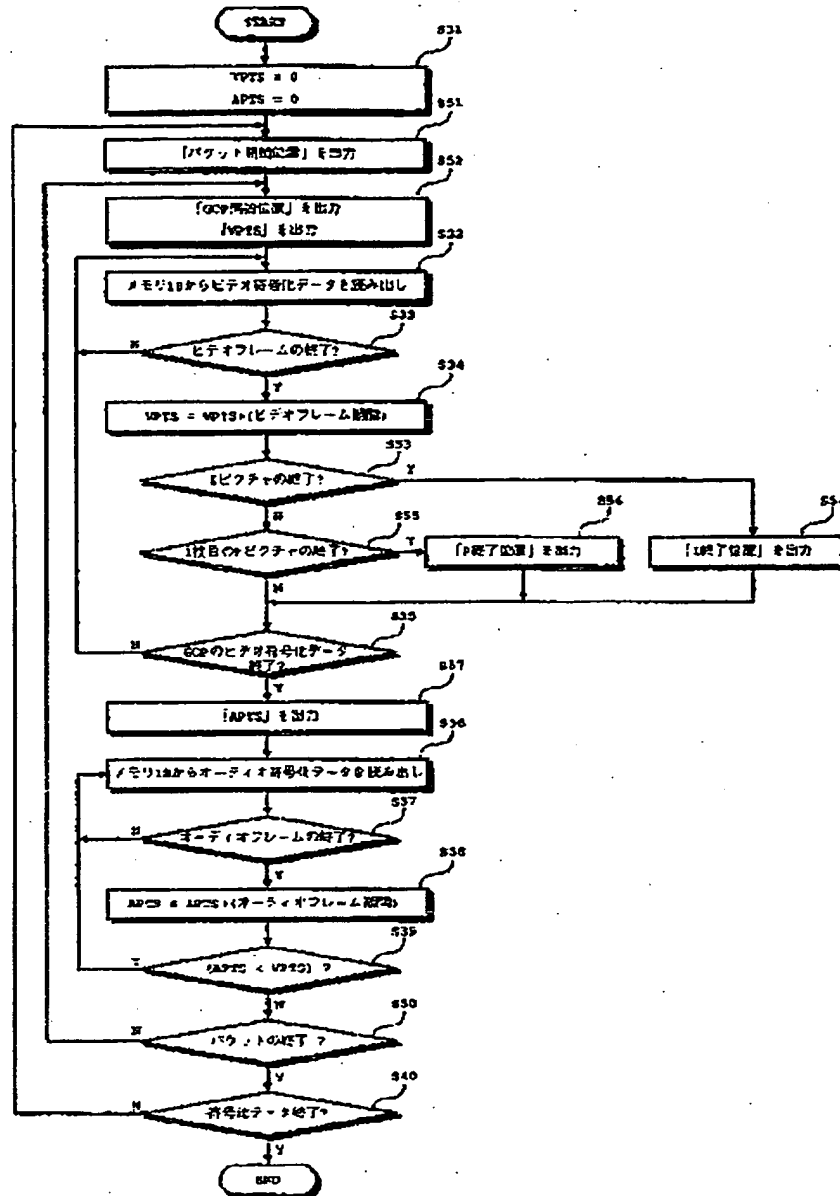 START
S31
VPTS = 0
APTS = 0
S51
「パケット開始位置」を出力
S52
「GOP開始位置」を出力
「VPTS」を出力
S32
メモリ18からビデオ符号化データを読み出し
S33
ビデオフレームの終了?
N
Y
S34
VPTS = VPTS+(ビデオフレーム時間)
S53
Iピクチャの終了?
Y
N
S55
1枚目のPピクチャの終了?
Y
N
S56
「P終了位置」を出力
S54
「I終了位置」を出力
S35
GOPのビデオ符号化データ
終了?
N
Y
S57
「APTS」を出力
S36
メモリ18からオーディオ符号化データを読み出し
S37
オーディオフレームの終了?
N
Y
S38
APTS = APTS+(オーディオフレーム時間)
S39
(APTS < VPTS) ?
Y
N
パケットの終了 ?
N
Y
S40
符号化データ終了?
N
Y
END